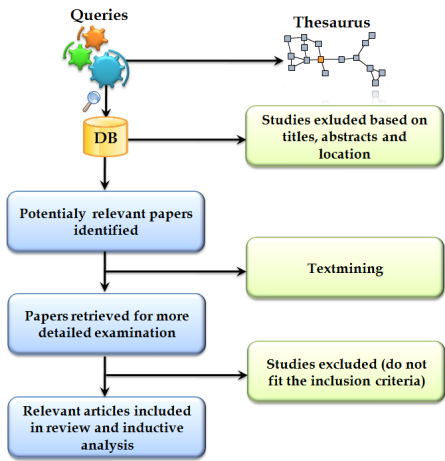 Queries
Thesaurus
DB
Studies exluded based on
titles, abstracts and
location
Potentialy relevant papers
identified
Textmining
Papers retrieved for more
detailed examination
Studies excluded (do not
fit the inclusion criteria)
Relevant articles included
in review and inductive
analysis